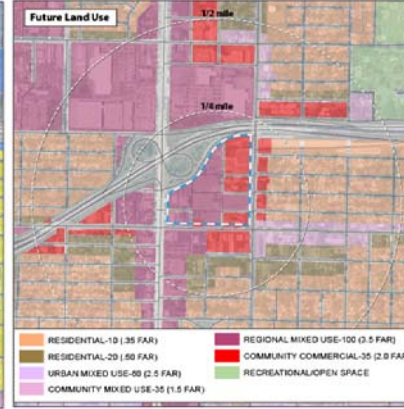 Future Land Use
1/2 mile
1/4 mile
RESIDENTIAL-10 (.35 FAR)
RESIDENTIAL-20 (.50 FAR)
URBAN MIXED USE-60 (2.5 FAR)
COMMUNITY MIXED USE-35 (1.5 FAR)
REGIONAL MIXED USE-100 (3.5 FAR)
COMMUNITY COMMERCIAL-35 (2.0 FAR)
RECREATIONAL/OPEN SPACE